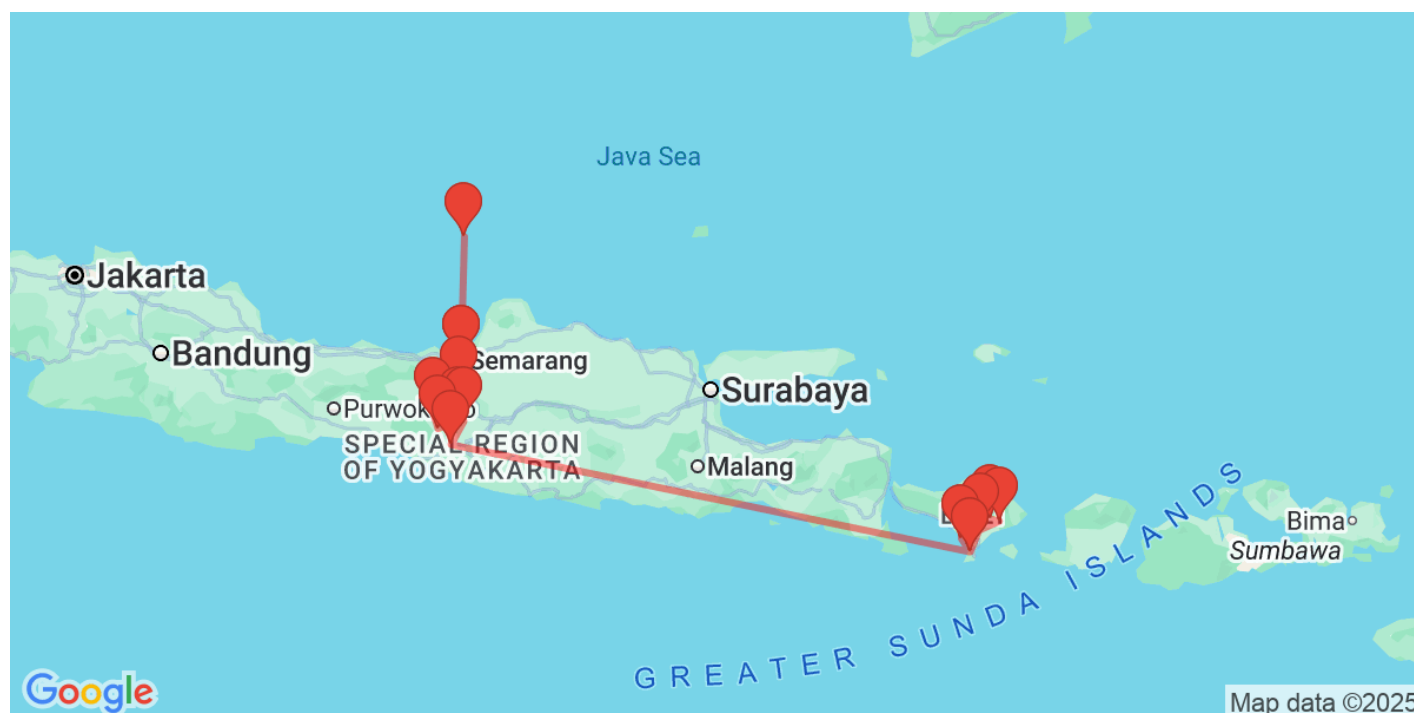 Java Sea
Jakarta
Bandung
Semarang
Surabaya
SPECIAL REGION
OF YOGYAKARTA
Malang
Bima
Sumbawa
GREATER SUNDA ISLANDS
Google
Map data ©2025